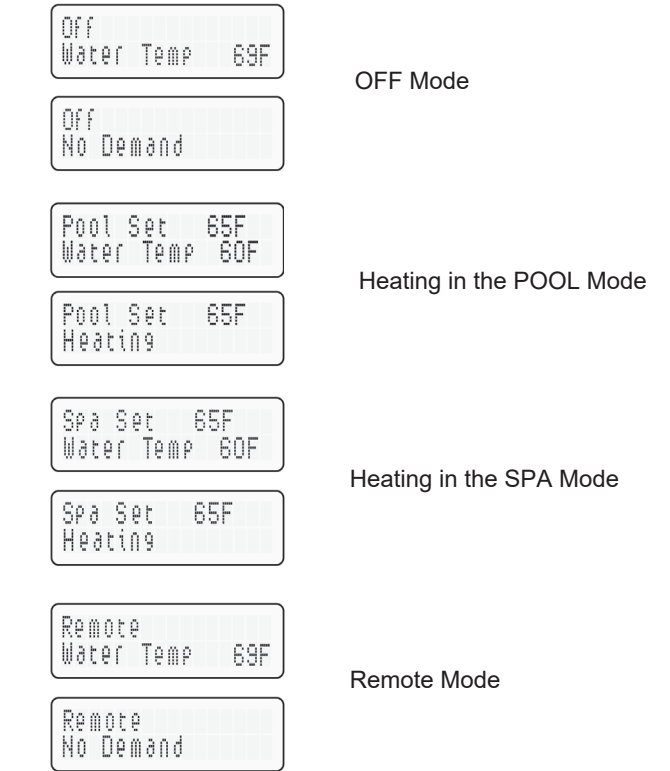 Off
Water Temp 69F
OFF Mode
Off
No Demand
Pool Set 65F
Water Temp 60F
Heating in the POOL Mode
Pool Set 65F
Heating
Spa Set 65F
Water Temp 60F
Heating in the SPA Mode
Spa Set 65F
Heating
Remote
Water Temp 69F
Remote Mode
Remote
No Demand